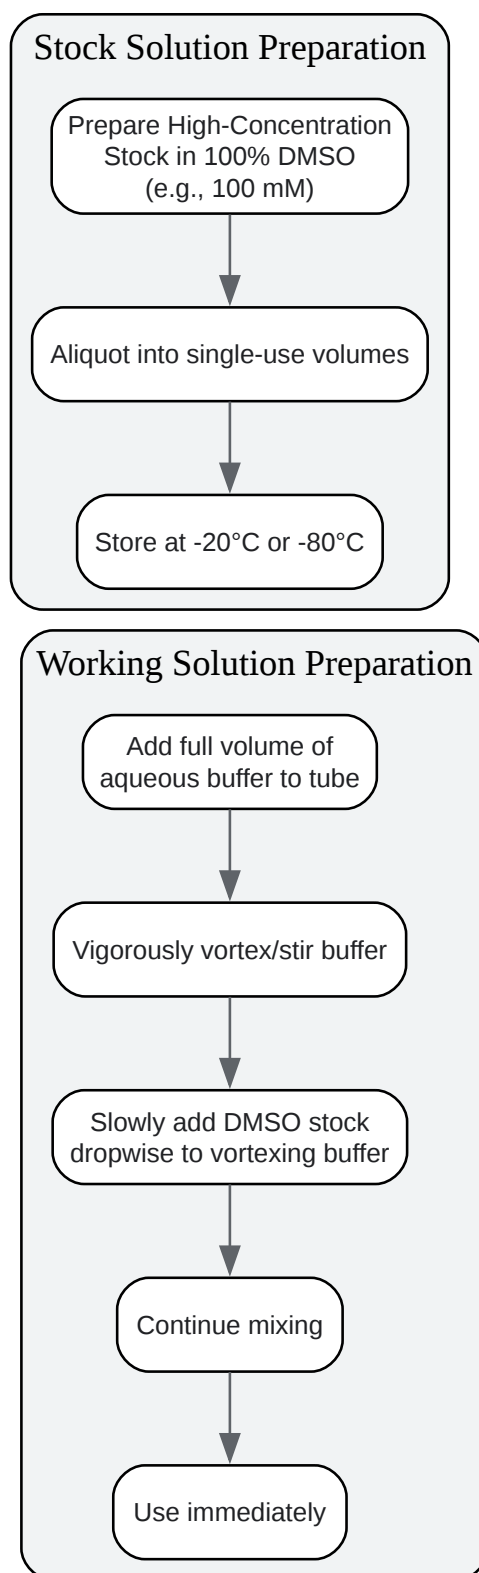 Stock Solution Preparation
Prepare High-Concentration
Stock in 100% DMSO
(e.g., 100 mM)
Aliquot into single-use volumes
Store at -20°C or -80°C
Working Solution Preparation
Add full volume of
aqueous buffer to tube
Vigorously vortex/stir buffer
Slowly add DMSO stock
dropwise to vortexing buffer
Continue mixing
Use immediately